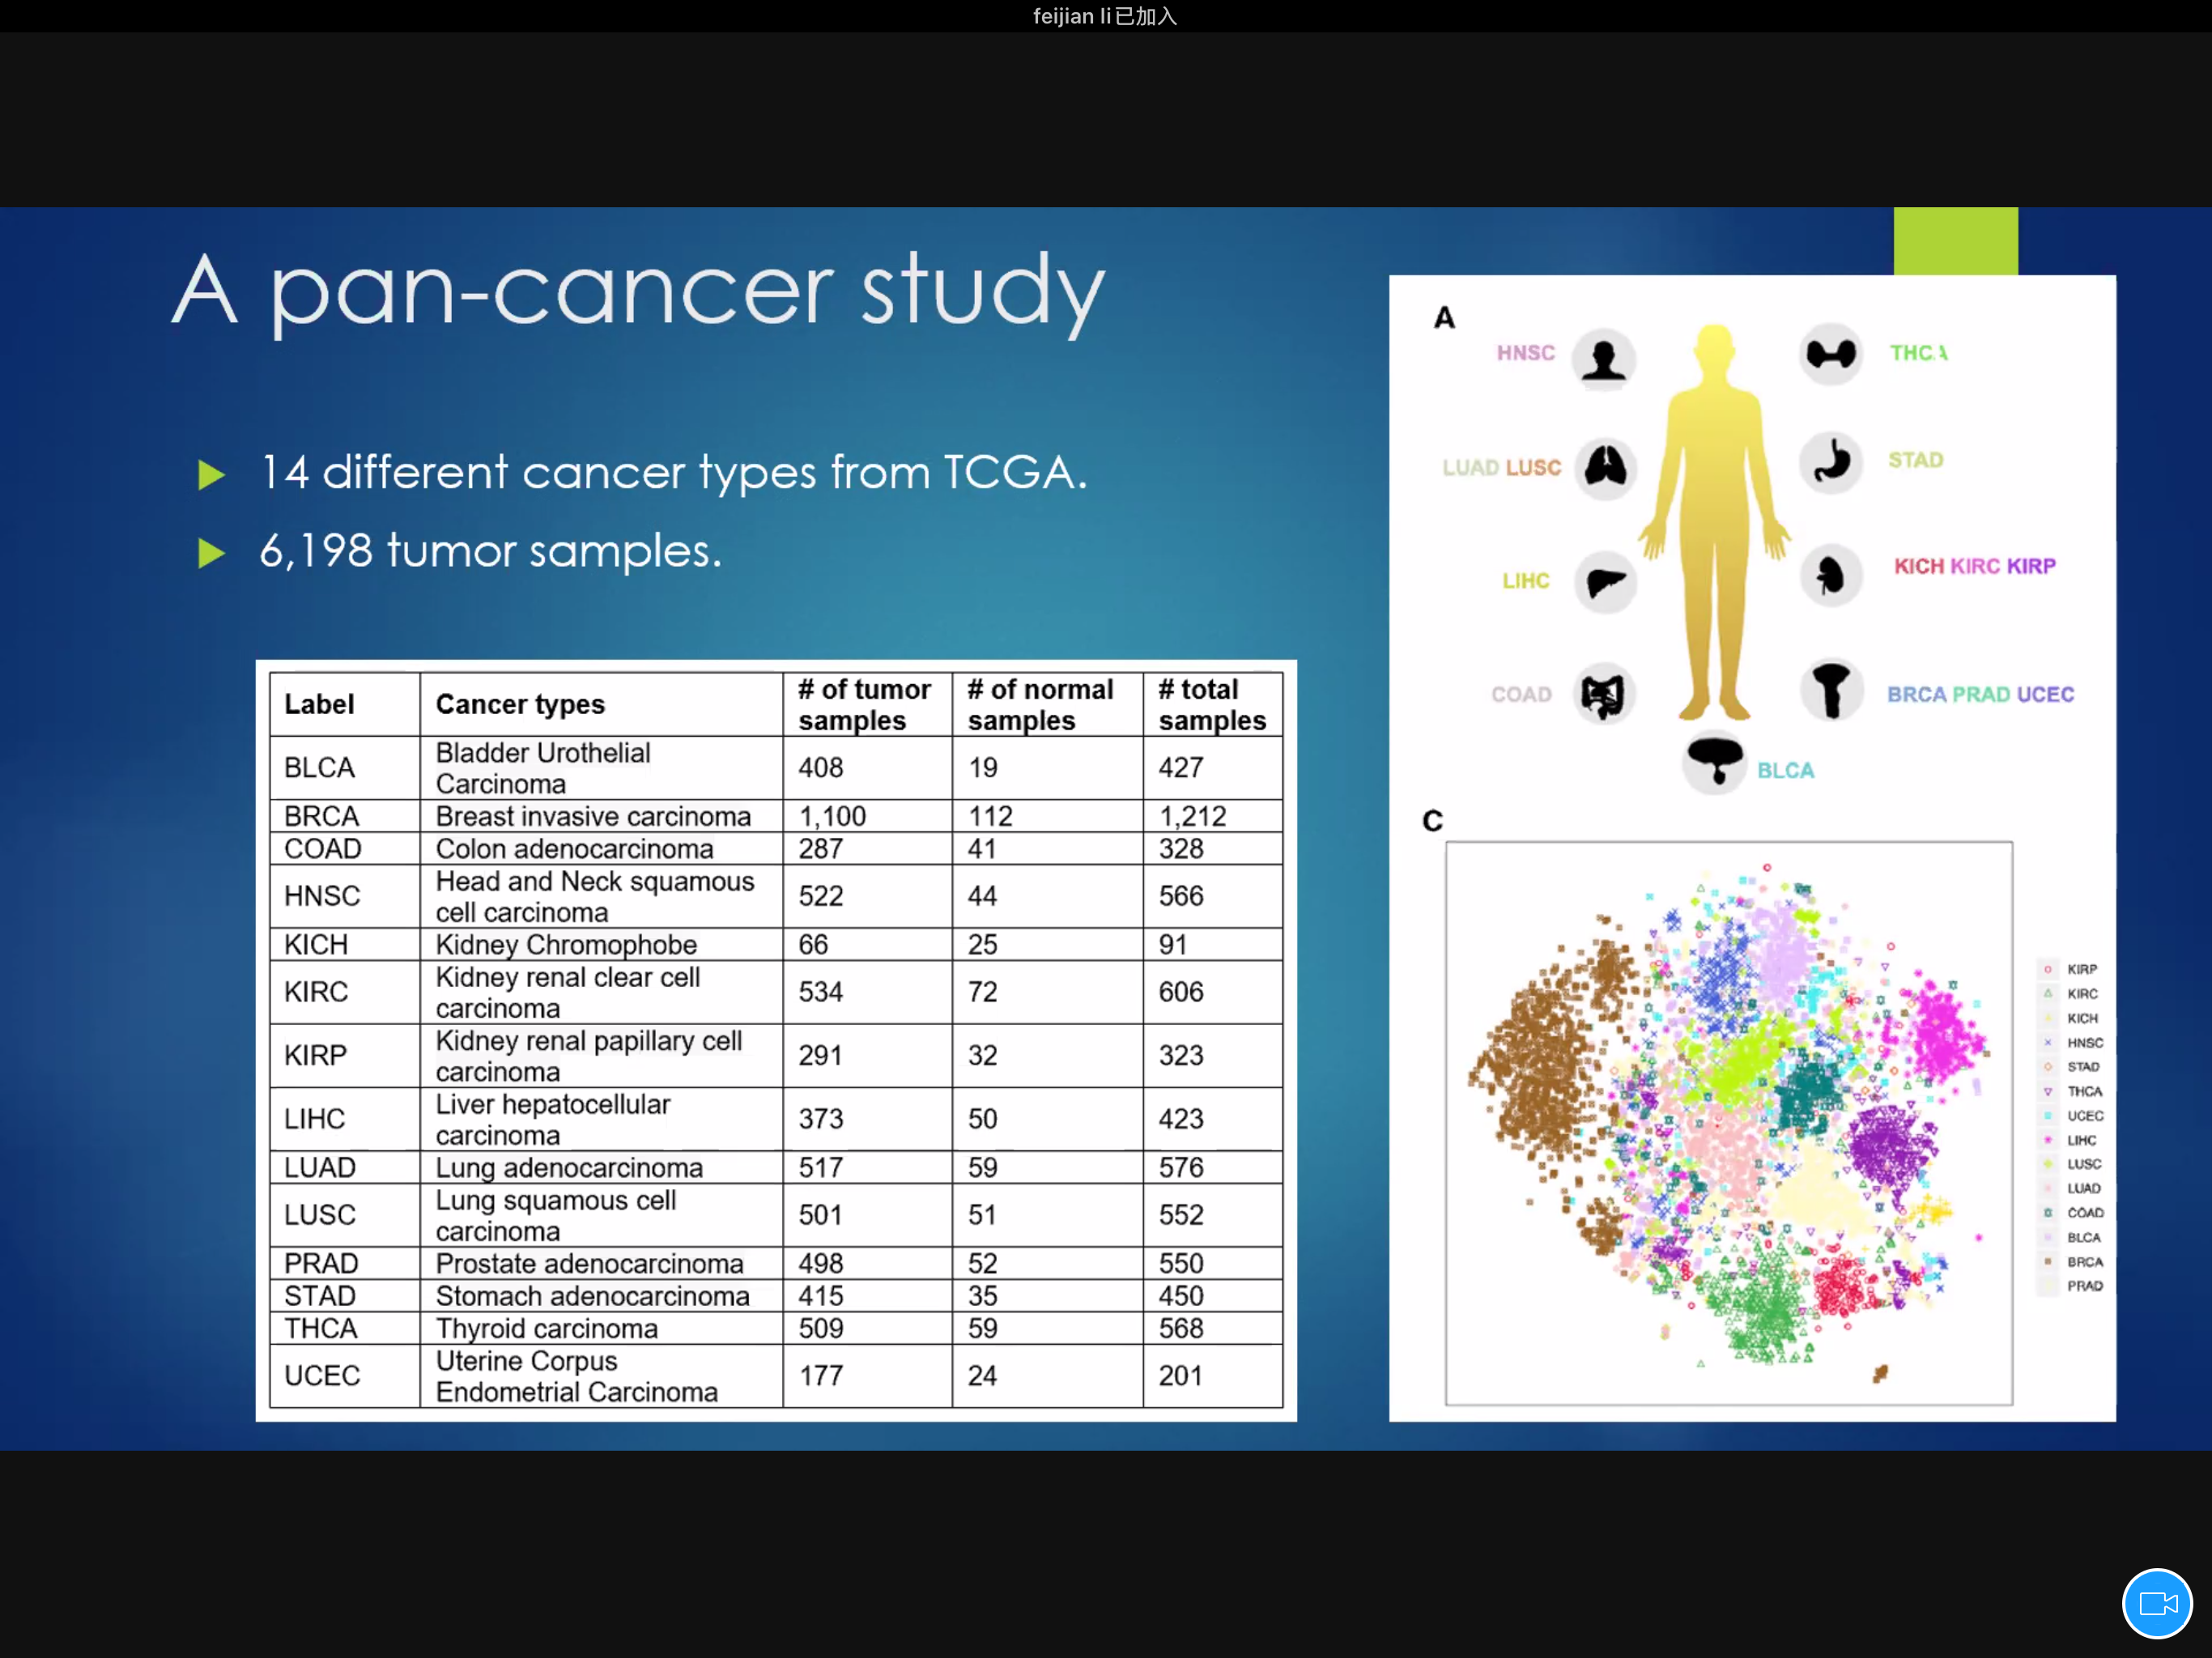 feijian li已加入
A pan-cancer study
14 different cancer types from TCGA.
6,198 tumor samples.
Label Cancer types # of tumor samples # of normal samples # total samples
BLCA Bladder Urothelial Carcinoma 408 19 427
BRCA Breast invasive carcinoma 1,100 112 1,212
COAD Colon adenocarcinoma 287 41 328
HNSC Head and Neck squamous cell carcinoma 522 44 566
KICH Kidney Chromophobe 66 25 91
KIRC Kidney renal clear cell carcinoma 534 72 606
KIRP Kidney renal papillary cell carcinoma 291 32 323
LIHC Liver hepatocellular carcinoma 373 50 423
LUAD Lung adenocarcinoma 517 59 576
LUSC Lung squamous cell carcinoma 501 51 552
PRAD Prostate adenocarcinoma 498 52 550
STAD Stomach adenocarcinoma 415 35 450
THCA Thyroid carcinoma 509 59 568
UCEC Uterine Corpus Endometrial Carcinoma 177 24 201
A
HNSC THCA
LUAD LUSC STAD
LIHC KICH KIRC KIRP
COAD BRCA PRAD UCEC
BLCA
C
KIRP
KIRC
KICH
HNSC
STAD
THCA
UCEC
LIHC
LUSC
LUAD
COAD
BLCA
BRCA
PRAD